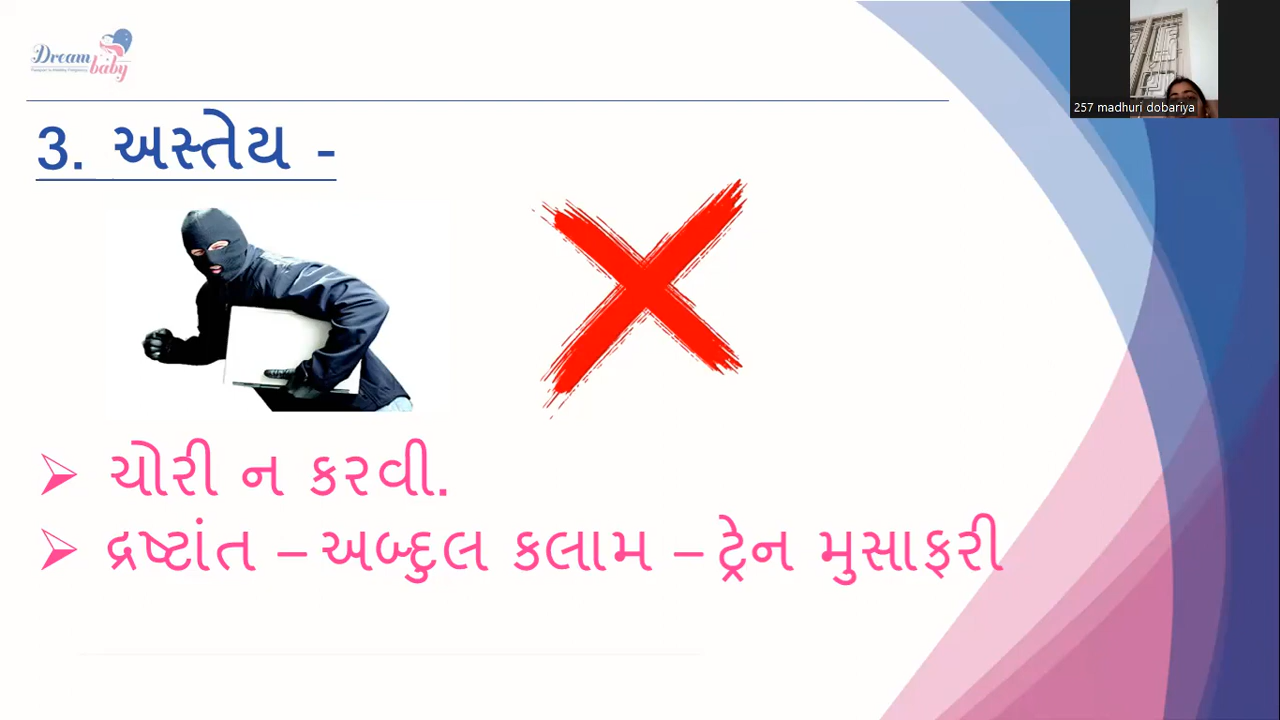 Dream
baby
257 madhuri dobariya
3. અસ્તેય -
ચોરી ન કરવી.
દ્રષ્ટાંત – અબ્દુલ કલામ – ટ્રેન મુસાફરી